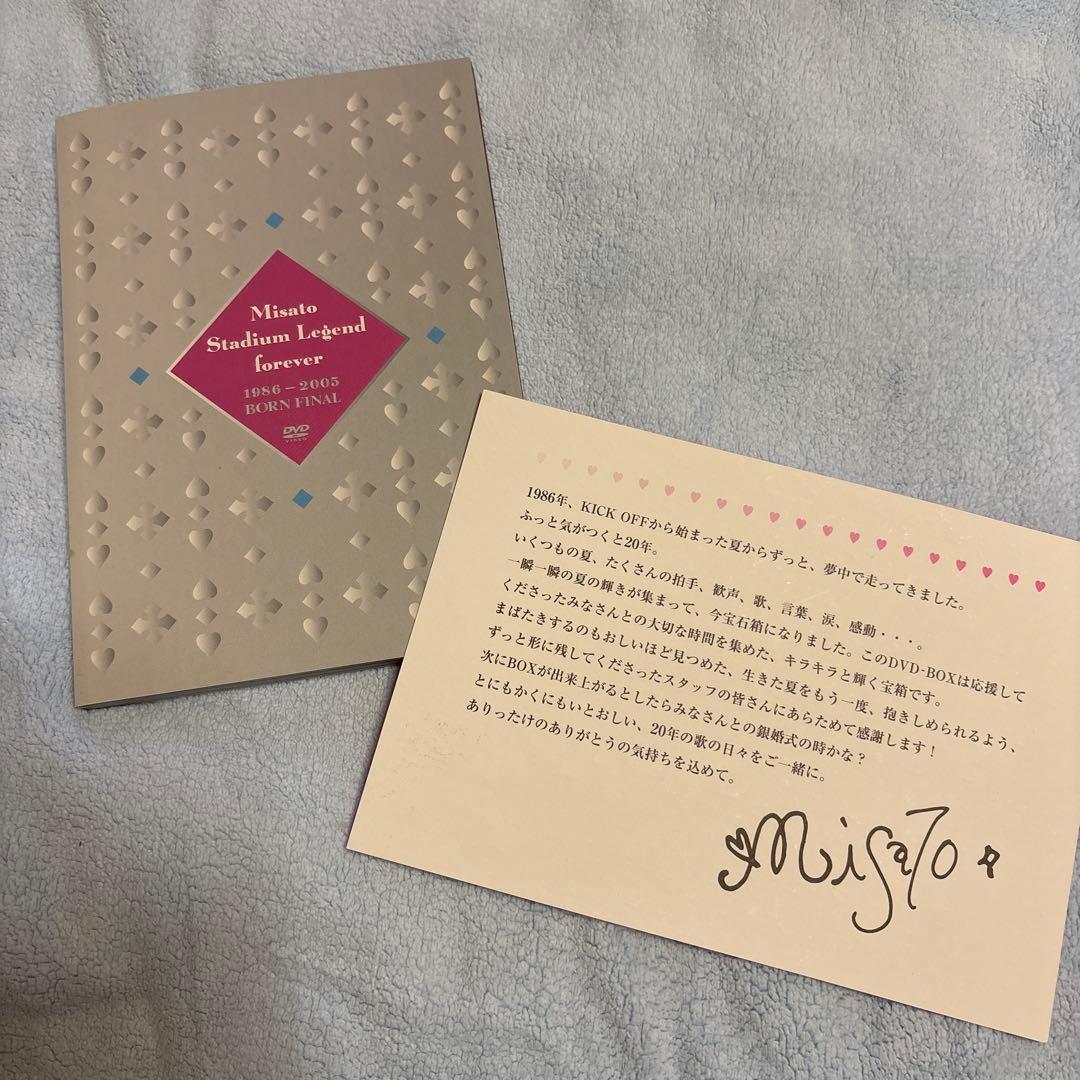 Misato
Stadium Legend
forever
1986－2005
BORN FINAL
DVD
VIDEO
1986年、KICK OFFから始まった夏からずっと、夢中で走ってきました。
ふっと気がつくと20年。
いくつもの夏、たくさんの拍手、歓声、歌、言葉、涙、感動・・・。
一瞬一瞬の夏の輝きが集まって、今宝石箱になりました。このDVD-BOXは応援して
くださったみなさんとの大切な時間を集めた、キラキラと輝く宝箱です。
まばたきするのもおしいほど見つめた、生きた夏をもう一度、抱きしめられるよう、
ずっと形に残してくださったスタッフの皆さんにあらためて感謝します！
次にBOXが出来上がるとしたらみなさんとの銀婚式の時かな？
とにもかくにもいとおしい、20年の歌の日々をご一緒に。
ありったけのありがとうの気持ちを込めて。
Misato